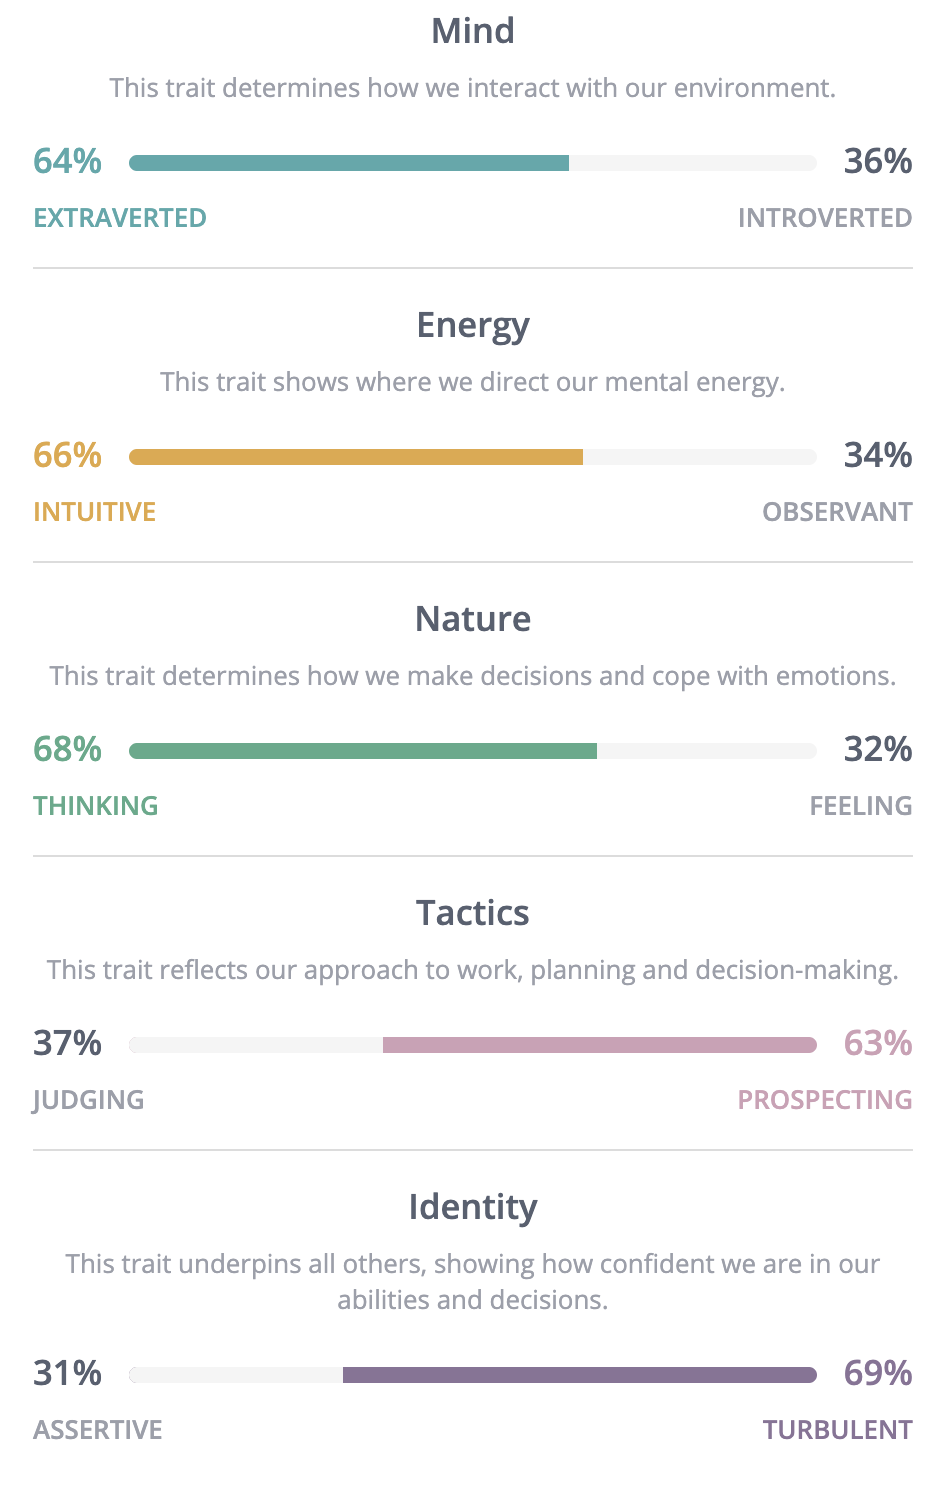 Mind
This trait determines how we interact with our environment.
64% 36%
EXTRAVERTED INTROVERTED
Energy
This trait shows where we direct our mental energy.
66% 34%
INTUITIVE OBSERVANT
Nature
This trait determines how we make decisions and cope with emotions.
68% 32%
THINKING FEELING
Tactics
This trait reflects our approach to work, planning and decision-making.
37% 63%
JUDGING PROSPECTING
Identity
This trait underpins all others, showing how confident we are in our
abilities and decisions.
31% 69%
ASSERTIVE TURBULENT